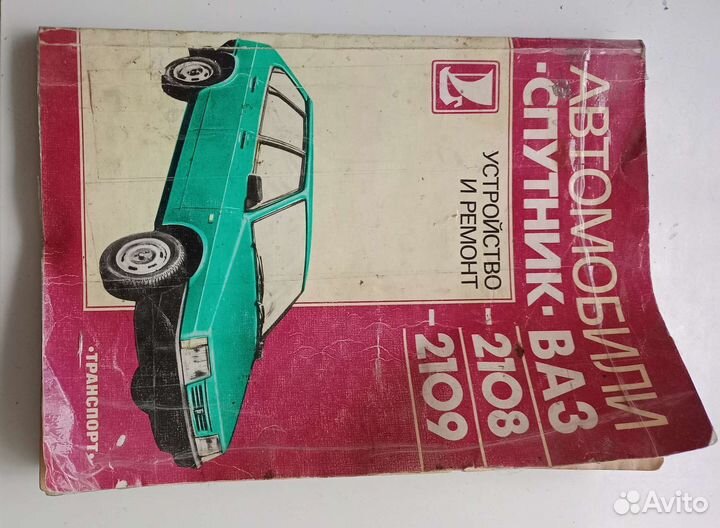 АВТОМОБИЛИ
·СПУТНИК· ВАЗ
-2108
-2109
УСТРОЙСТВО
И РЕМОНТ
·ТРАНСПОРТ·
Avito